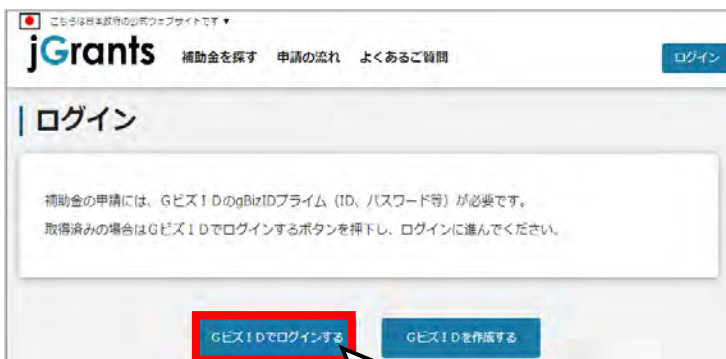 こちらは日本政府の公式ウェブサイトです ▼
jGrants 補助金を探す 申請の流れ よくあるご質問 ログイン
ログイン
補助金の申請には、GビズIDのgBizIDプライム（ID、パスワード等）が必要です。
取得済みの場合はGビズIDでログインするボタンを押下し、ログインに進んでください。
GビズIDでログインする GビズIDを作成する